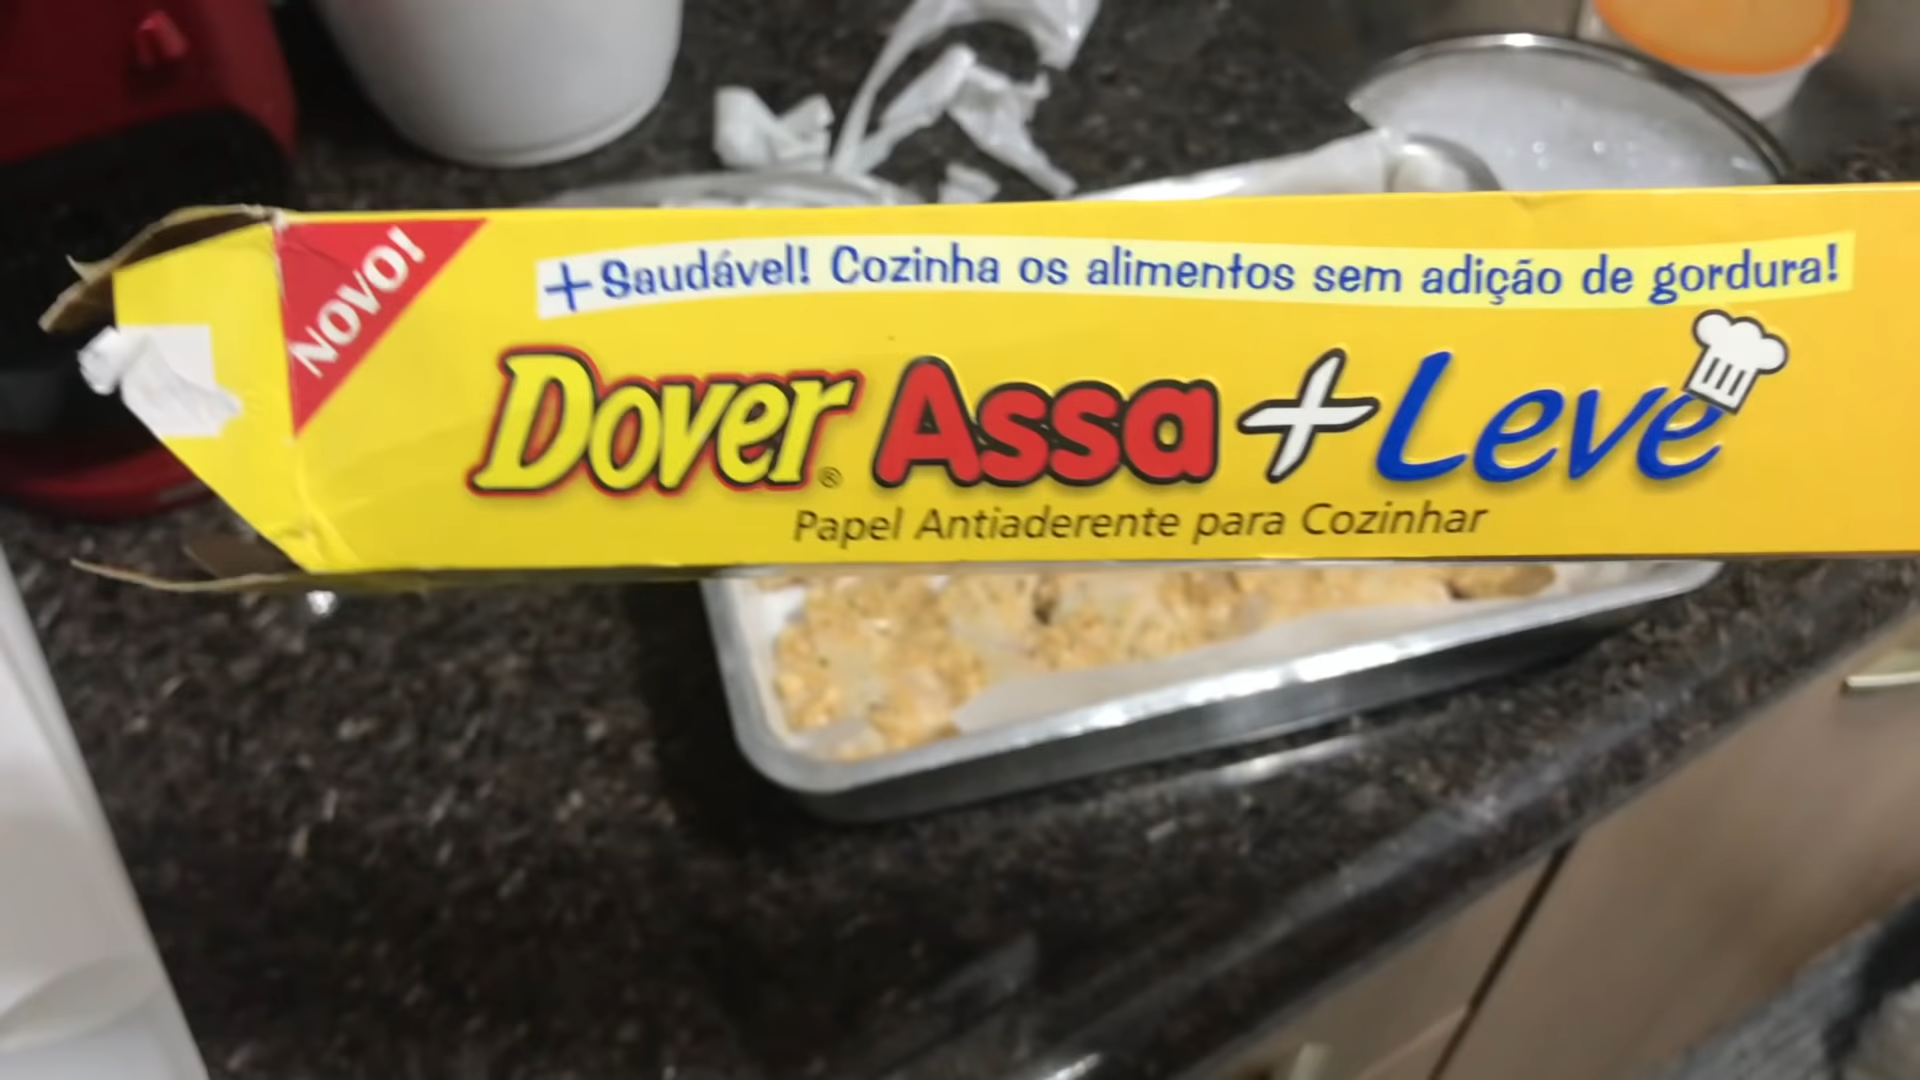 NOVO!
+Saudável! Cozinha os alimentos sem adição de gordura!
Dover® Assa +Leve
Papel Antiaderente para Cozinhar